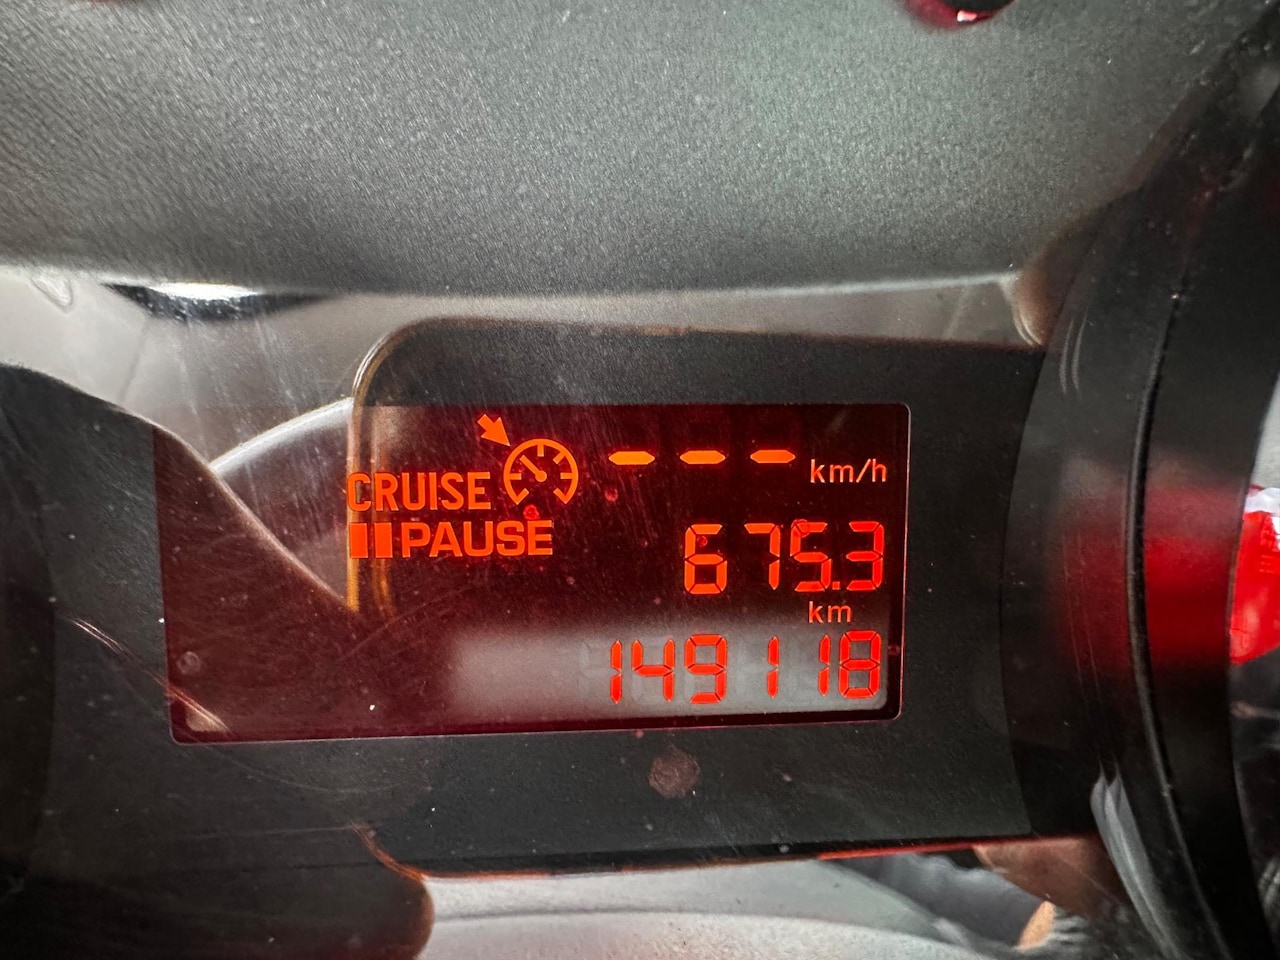 --- km/h
CRUISE
PAUSE
675.3
km
149118